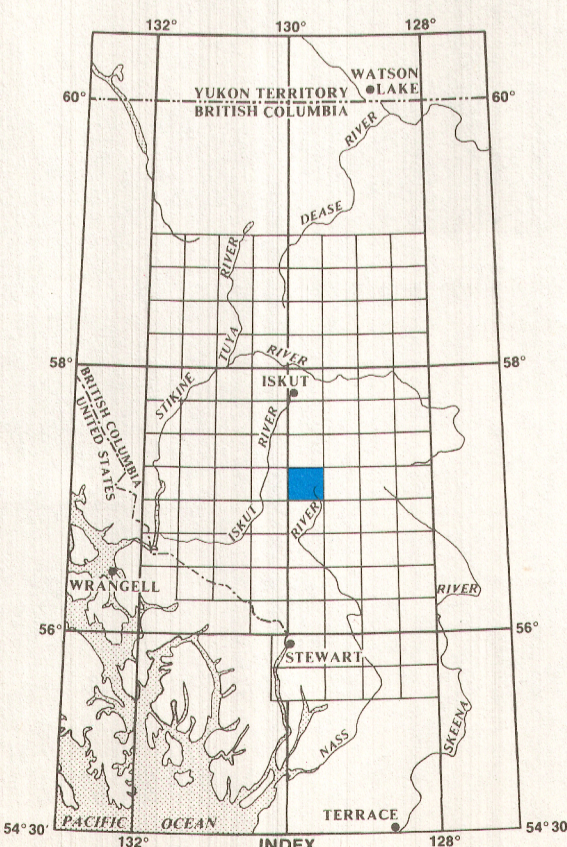 132° 130° 128°
WATSON
LAKE
60° 60°
YUKON TERRITORY
BRITISH COLUMBIA
RIVER
DEASE
RIVER
TUYA
58° 58°
RIVER
STIKINE
ISKUT
BRITISH COLUMBIA
UNITED STATES
RIVER
ISKUT
RIVER
WRANGELL
RIVER
56° 56°
STEWART
SKEENA
NASS
TERRACE
PACIFIC OCEAN
54°30' 54°30'
132° 128°
INDEX